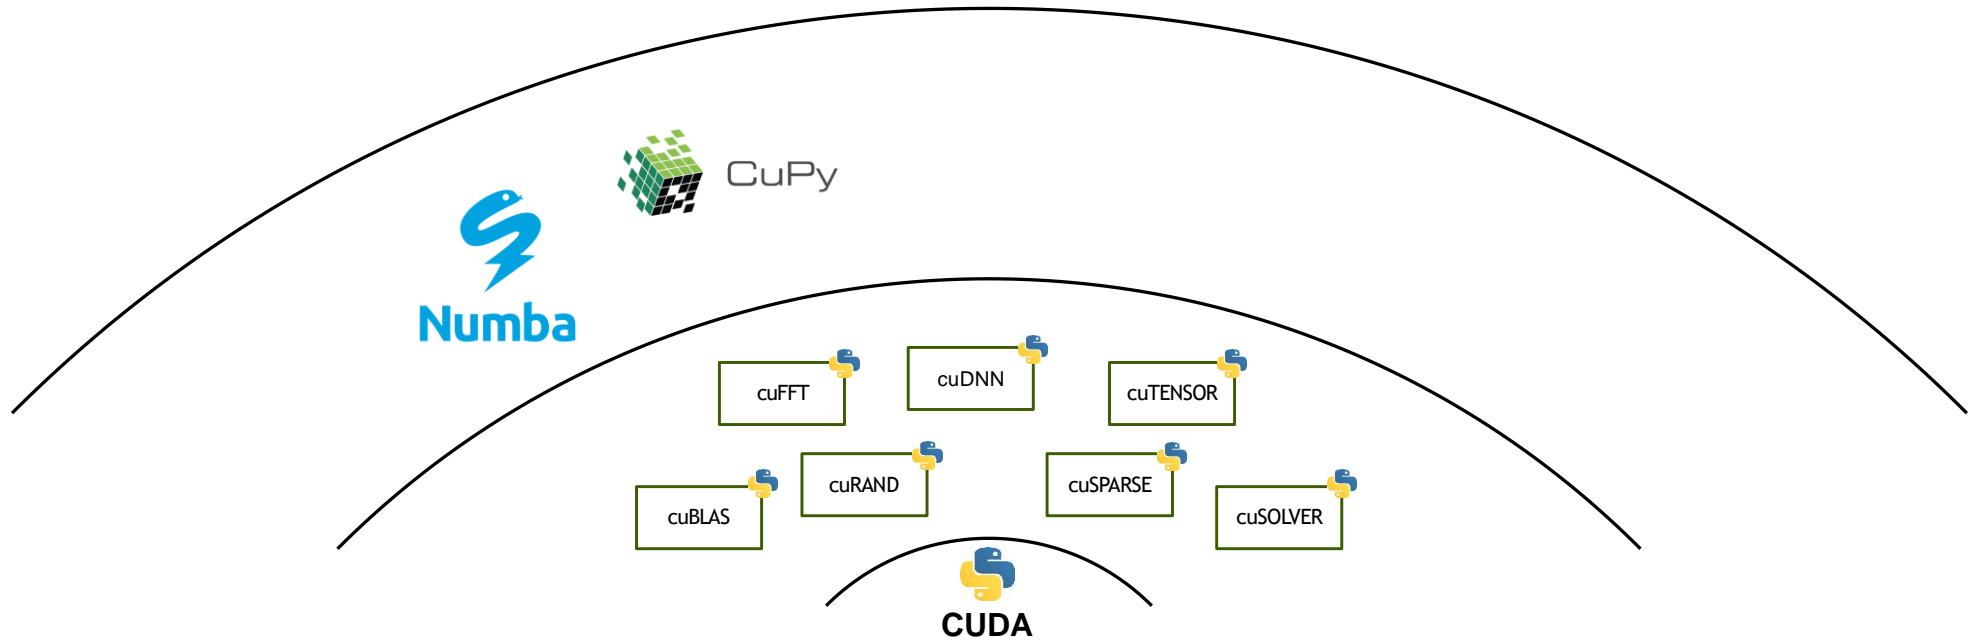 CuPy
Numba
cuFFT
cuDNN
cuTENSOR
cuBLAS
cuRAND
cuSPARSE
cuSOLVER
CUDA